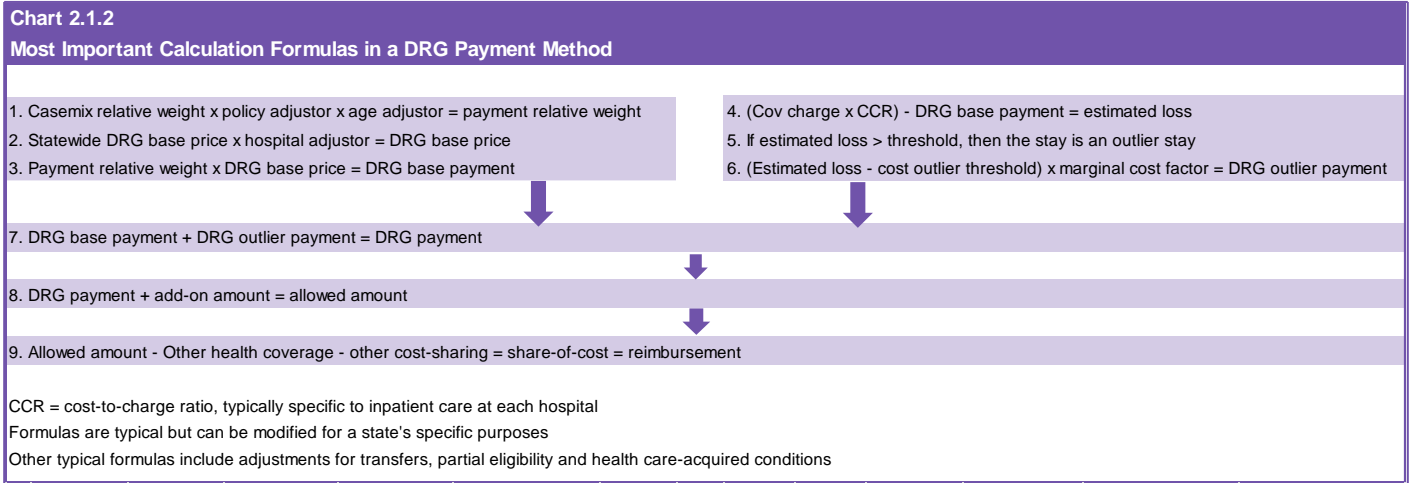 Chart 2.1.2
Most Important Calculation Formulas in a DRG Payment Method
1. Casemix relative weight x policy adjustor x age adjustor = payment relative weight
2. Statewide DRG base price x hospital adjustor = DRG base price
3. Payment relative weight x DRG base price = DRG base payment
4. (Cov charge x CCR) - DRG base payment = estimated loss
5. If estimated loss > threshold, then the stay is an outlier stay
6. (Estimated loss - cost outlier threshold) x marginal cost factor = DRG outlier payment
7. DRG base payment + DRG outlier payment = DRG payment
8. DRG payment + add-on amount = allowed amount
9. Allowed amount - Other health coverage - other cost-sharing = share-of-cost = reimbursement
CCR = cost-to-charge ratio, typically specific to inpatient care at each hospital
Formulas are typical but can be modified for a state's specific purposes
Other typical formulas include adjustments for transfers, partial eligibility and health care-acquired conditions